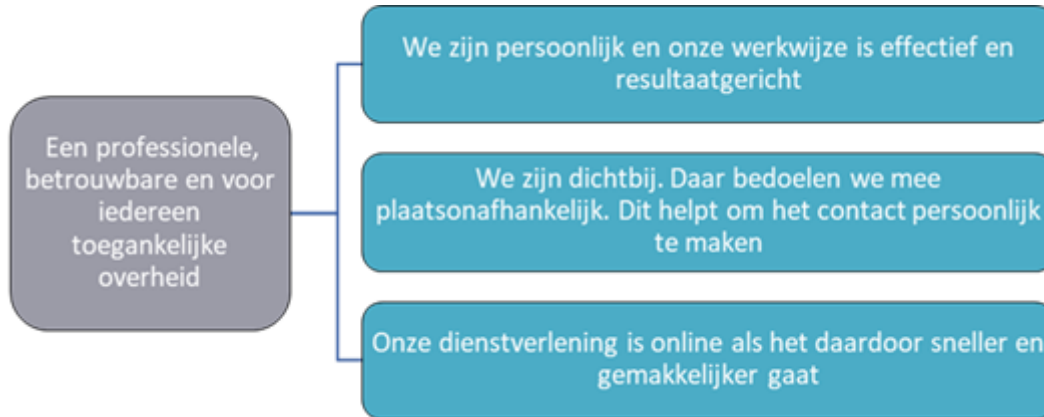 Een professionele,
betrouwbare en voor
iedereen
toegankelijke
overheid
We zijn persoonlijk en onze werkwijze is effectief en
resultaatgericht
We zijn dichtbij. Daar bedoelen we mee
plaatsonafhankelijk. Dit helpt om het contact persoonlijk
te maken
Onze dienstverlening is online als het daardoor sneller en
gemakkelijker gaat